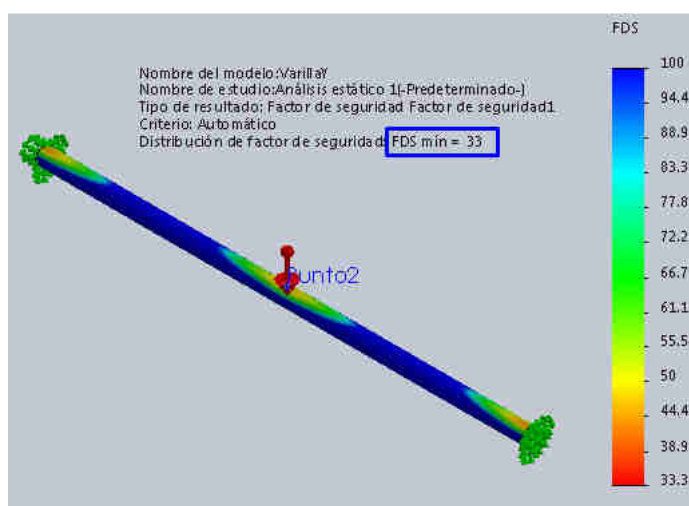 FDS
Nombre del modelo:VarillaY
Nombre de estudio:Análisis estático 1(-Predeterminado-)
Tipo de resultado: Factor de seguridad Factor de seguridad1
Criterio: Automático
Distribución de factor de seguridad: FDS mín = 33
Punto2
100
94.4
88.9
83.3
77.8
72.2
66.7
61.1
55.5
50
44.4
38.9
33.3